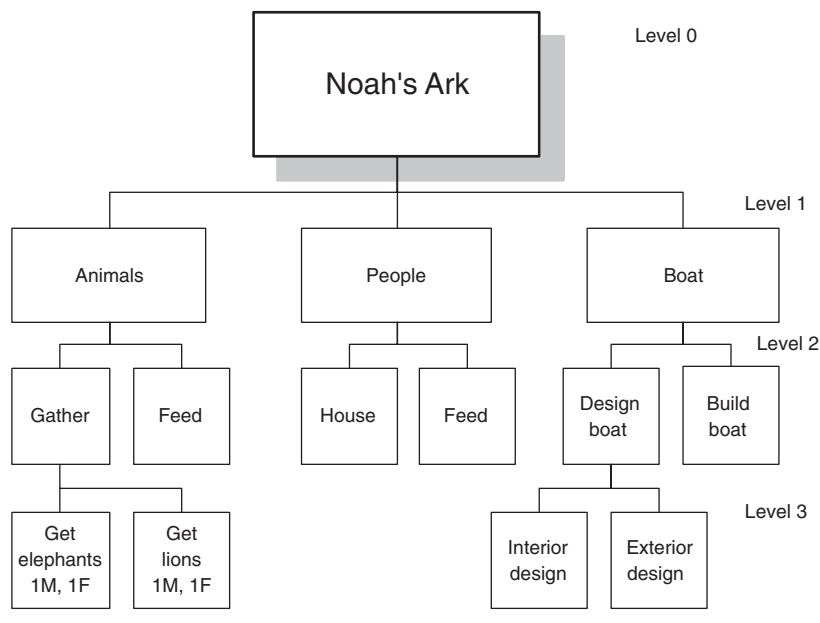 Level 0
Noah's Ark
Level 1
Animals
People
Boat
Level 2
Gather
Feed
House
Feed
Design
boat
Build
boat
Level 3
Get
elephants
1M, 1F
Get
lions
1M, 1F
Interior
design
Exterior
design